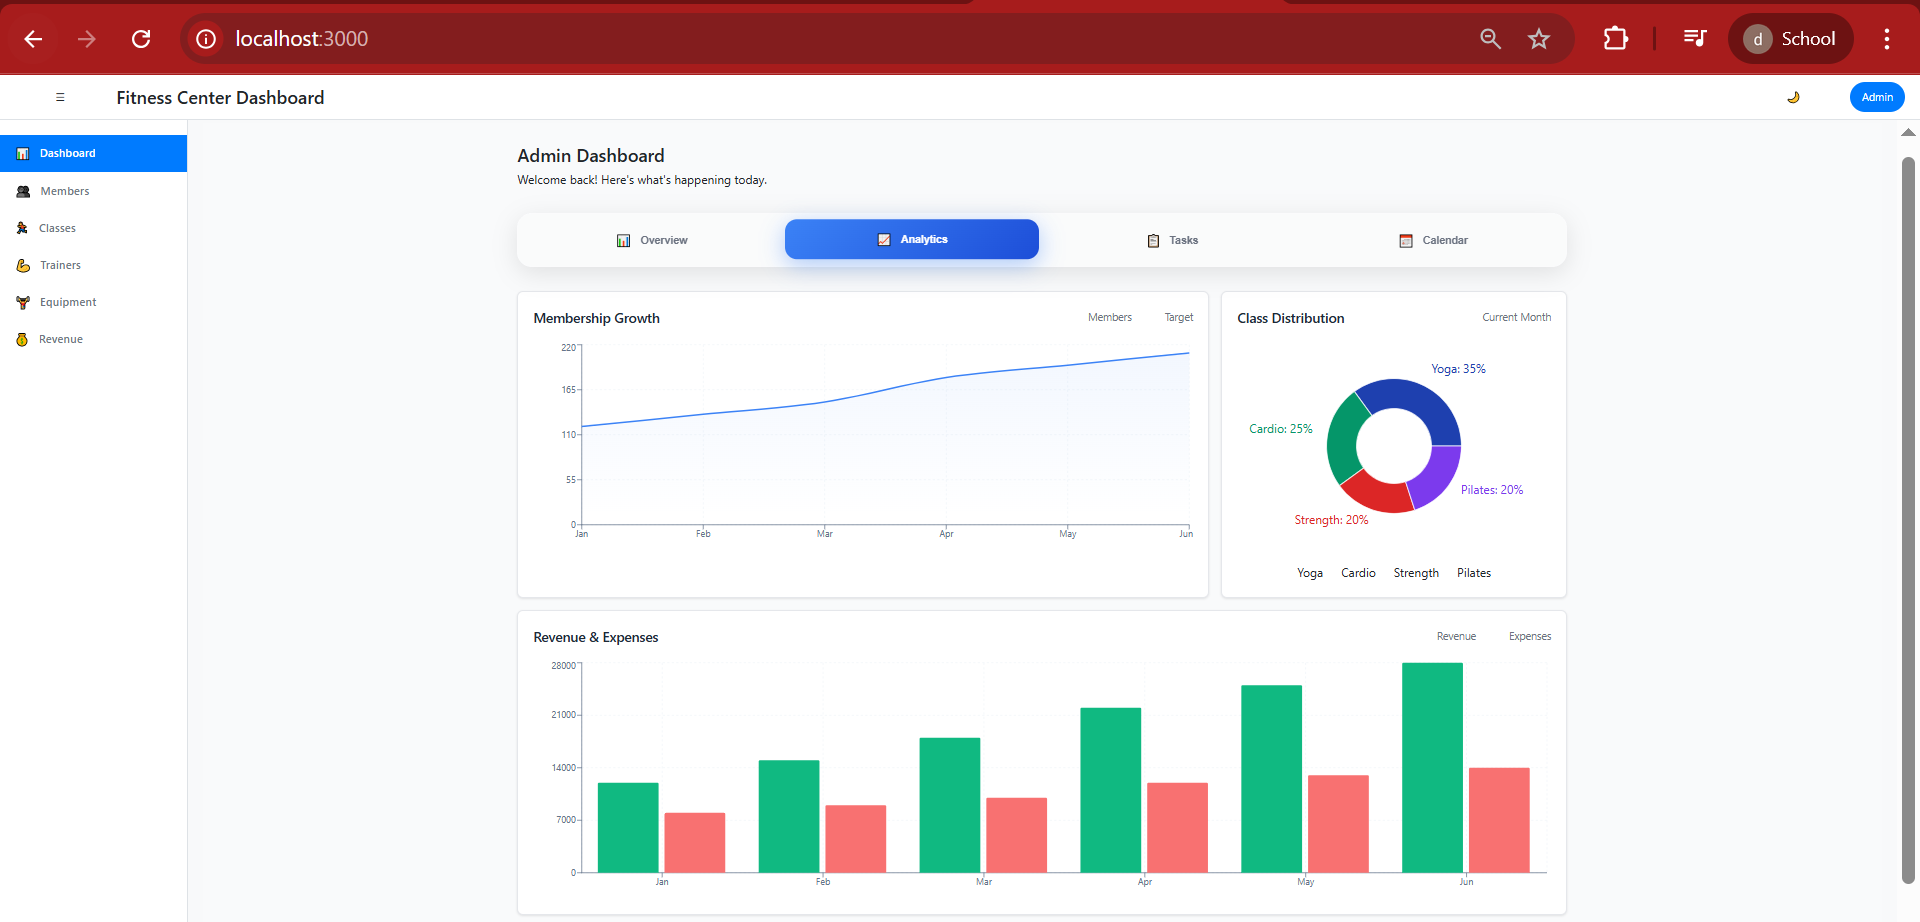 localhost:3000
d School
☰ Fitness Center Dashboard
Admin
Dashboard
Members
Classes
Trainers
Equipment
Revenue
Admin Dashboard
Welcome back! Here's what's happening today.
Overview Analytics Tasks Calendar
Membership Growth Members Target
220
165
110
55
0
Jan Feb Mar Apr May Jun
Class Distribution Current Month
Yoga: 35%
Cardio: 25%
Pilates: 20%
Strength: 20%
Yoga Cardio Strength Pilates
Revenue & Expenses Revenue Expenses
28000
21000
14000
7000
0
Jan Feb Mar Apr May Jun